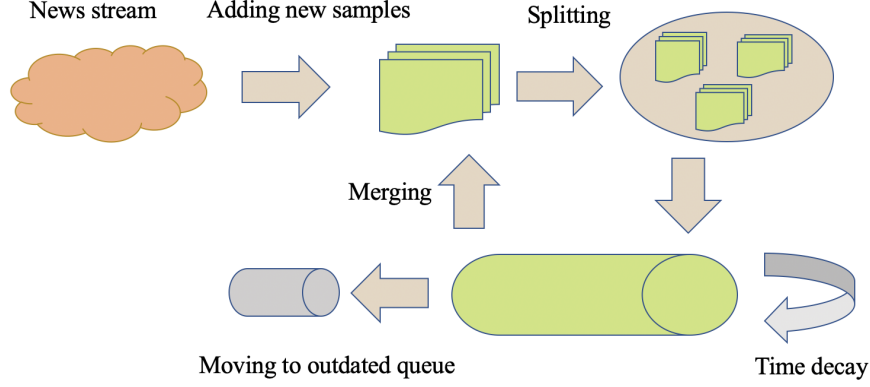 News stream
Adding new samples
Splitting
Merging
Moving to outdated queue
Time decay